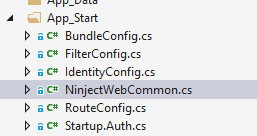 App_Data
App_Start
C# BundleConfig.cs
C# FilterConfig.cs
C# IdentityConfig.cs
C# NinjectWebCommon.cs
C# RouteConfig.cs
C# Startup.Auth.cs